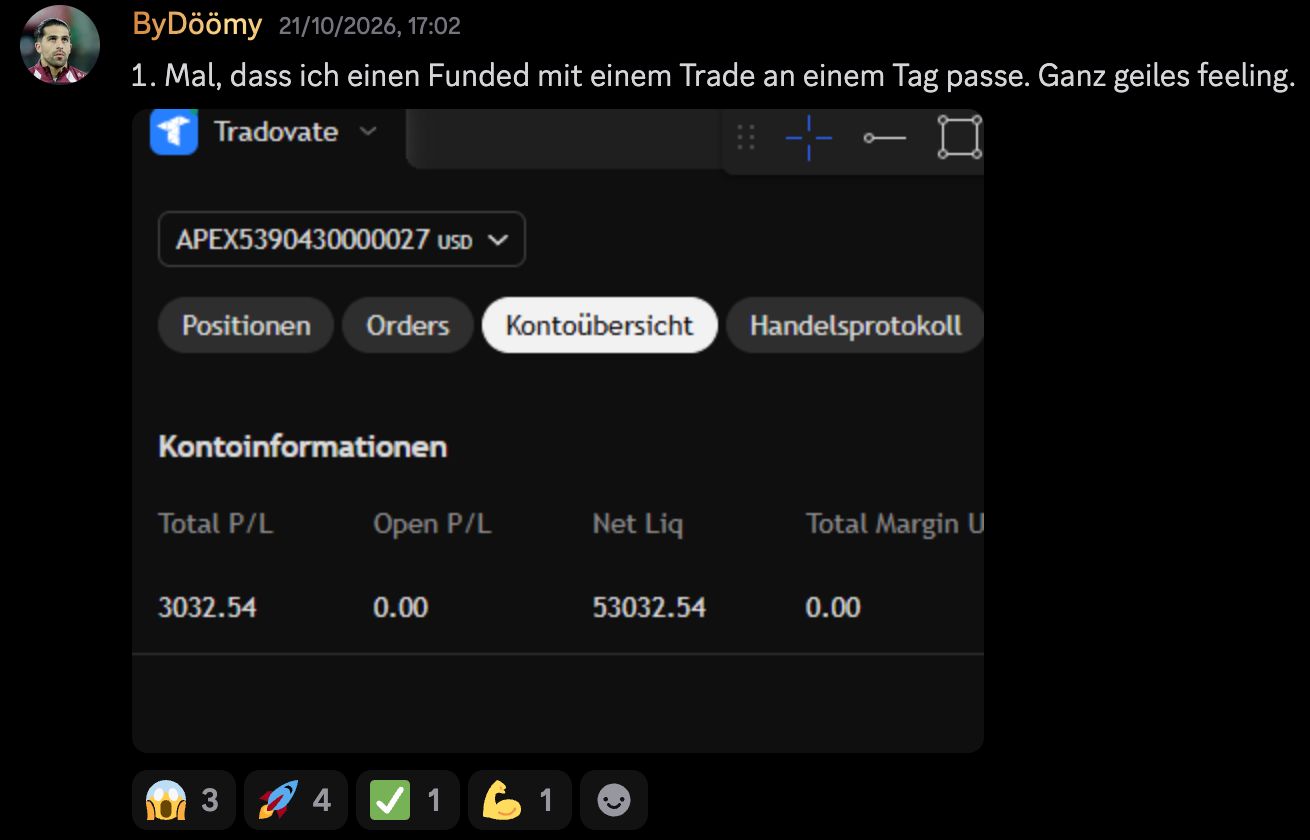 ByDöömy 21/10/2026, 17:02
1. Mal, dass ich einen Funded mit einem Trade an einem Tag passe. Ganz geiles feeling.
Tradovate
APEX5390430000027 USD
Positionen Orders Kontoübersicht Handelsprotokoll
Kontoinformationen
Total P/L Open P/L Net Liq Total Margin U
3032.54 0.00 53032.54 0.00
3 4 1 1